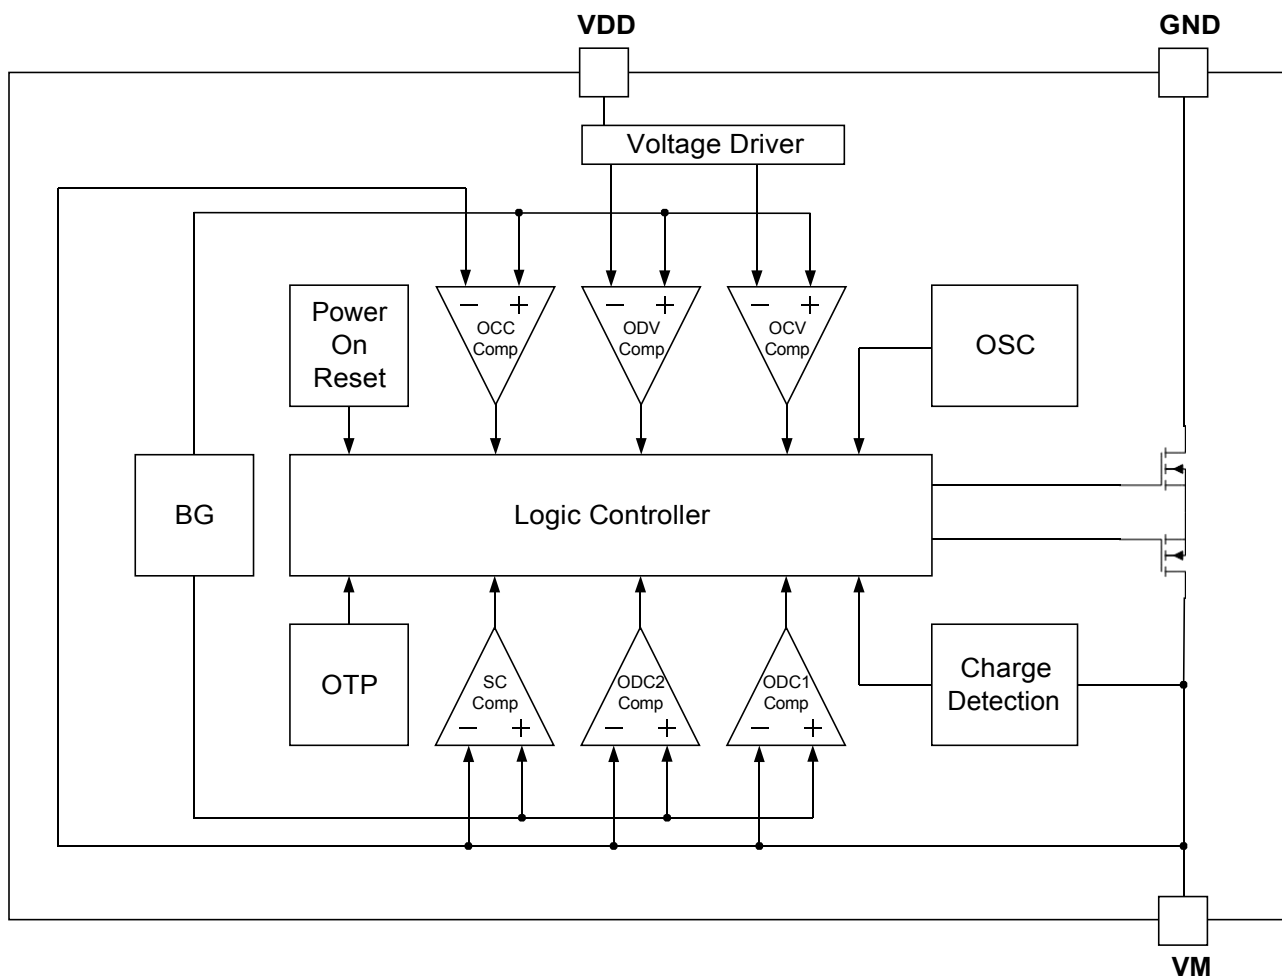 VDD
GND
Voltage Driver
Power
On
Reset
− +
OCC
Comp
− +
ODV
Comp
− +
OCV
Comp
OSC
BG
Logic Controller
OTP
SC
Comp
− +
ODC2
Comp
− +
ODC1
Comp
− +
Charge
Detection
VM